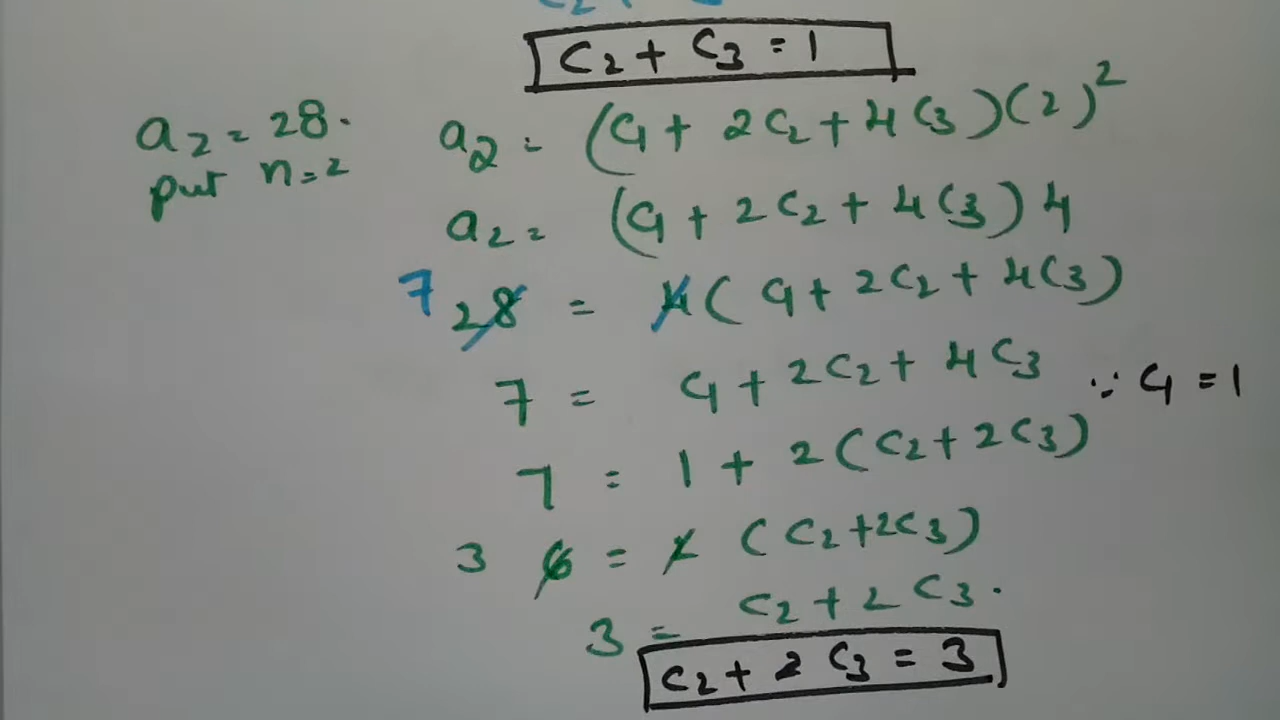 C₂ + C₃ = 1
a₂ = 28. a₂ = (C₁ + 2C₂ + 4C₃)(2)²
put n=2
a₂ = (C₁ + 2C₂ + 4C₃) 4
7 28 = 4 (C₁ + 2C₂ + 4C₃)
7 = C₁ + 2C₂ + 4C₃ ∵ C₁ = 1
7 = 1 + 2(C₂ + 2C₃)
3 6 = 2 (C₂ + 2C₃)
3 = C₂ + 2C₃.
C₂ + 2C₃ = 3